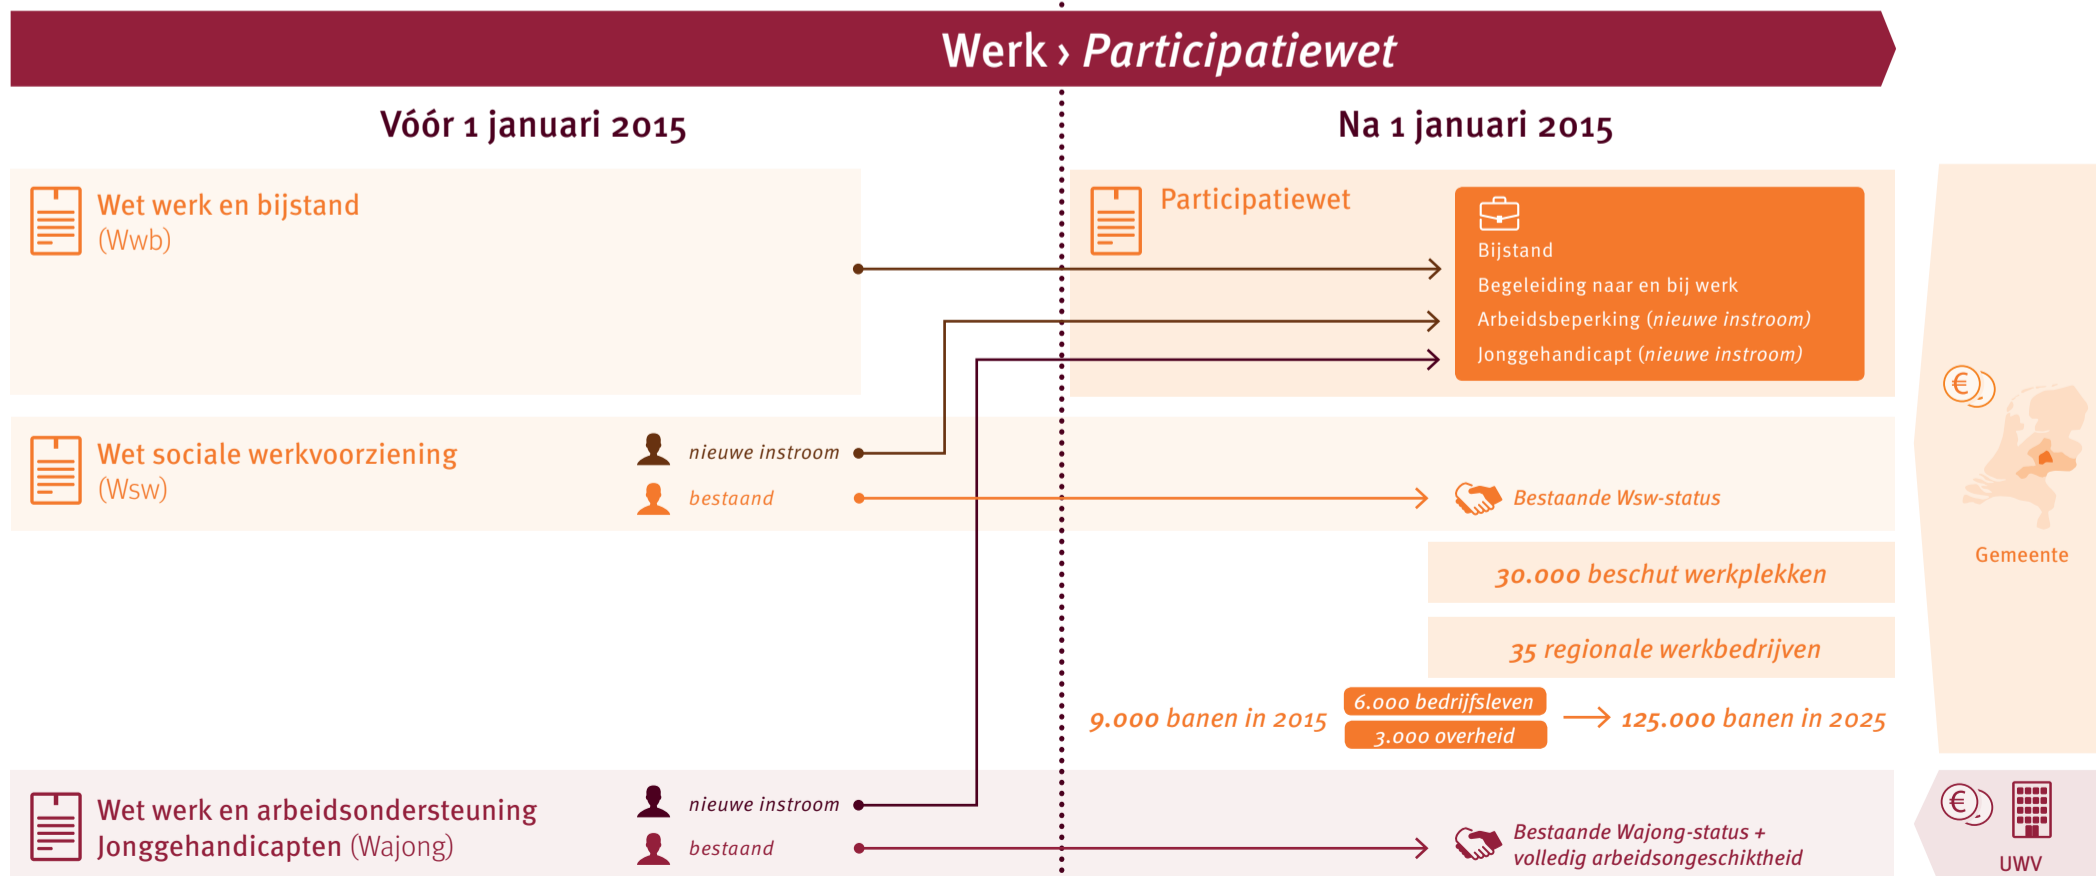 Werk › Participatiewet
Vóór 1 januari 2015
Na 1 januari 2015
Wet werk en bijstand
(Wwb)
Participatiewet
Bijstand
Begeleiding naar en bij werk
Arbeidsbeperking (nieuwe instroom)
Jonggehandicapt (nieuwe instroom)
Wet sociale werkvoorziening
(Wsw)
nieuwe instroom
bestaand
Bestaande Wsw-status
€
Gemeente
30.000 beschut werkplekken
35 regionale werkbedrijven
9.000 banen in 2015
6.000 bedrijfsleven
3.000 overheid
125.000 banen in 2025
Wet werk en arbeidsondersteuning
Jonggehandicapten (Wajong)
nieuwe instroom
bestaand
Bestaande Wajong-status +
volledig arbeidsongeschiktheid
€
UWV